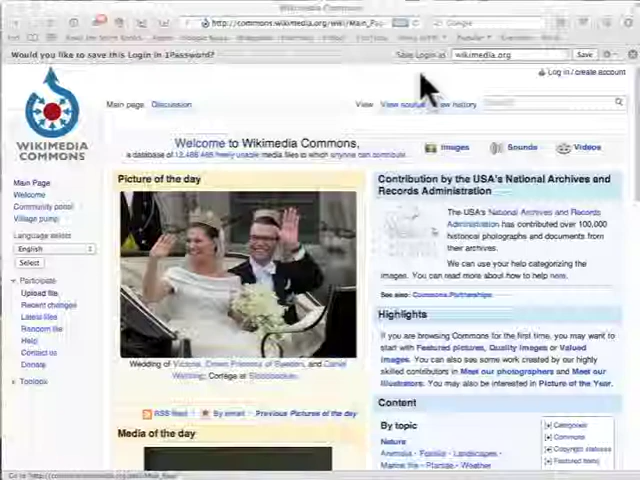 http://commons.wikimedia.org/wiki/Main_Pag
Google
Would you like to save this Login in 1Password?
Save Login as
wikimedia.org
Save
Log in / create account
WIKIMEDIA
COMMONS
Main page
Discussion
View
View source
View history
Welcome to Wikimedia Commons,
a database of 12,486,465 freely usable media files to which anyone can contribute.
Images
Sounds
Videos
Main Page
Welcome
Community portal
Village pump
Language select
English
Select
Participate
Upload file
Recent changes
Latest files
Random file
Help
Contact us
Donate
Toolbox
Picture of the day
Wedding of Victoria, Crown Princess of Sweden, and Daniel
Westling; Cortège at Slottsbacken.
RSS feed
By email
Previous Pictures of the day
Media of the day
Contribution by the USA's National Archives and
Records Administration
The USA's National Archives and Records
Administration has contributed over 100,000
historical photographs and documents from
their archives.
We can use your help categorizing the
images. You can read more about how to help here.
See also: Commons:Partnerships
Highlights
If you are browsing Commons for the first time, you may want to
start with Featured pictures, Quality images or Valued
images. You can also see some work created by our highly
skilled contributors in Meet our photographers and Meet our
illustrators. You may also be interested in Picture of the Year.
Content
By topic
Nature
Animals · Fossils · Landscapes ·
Marine life · Plants · Weather
[+] Categories
[+] Commons
[+] Copyright statuses
[+] Featured items